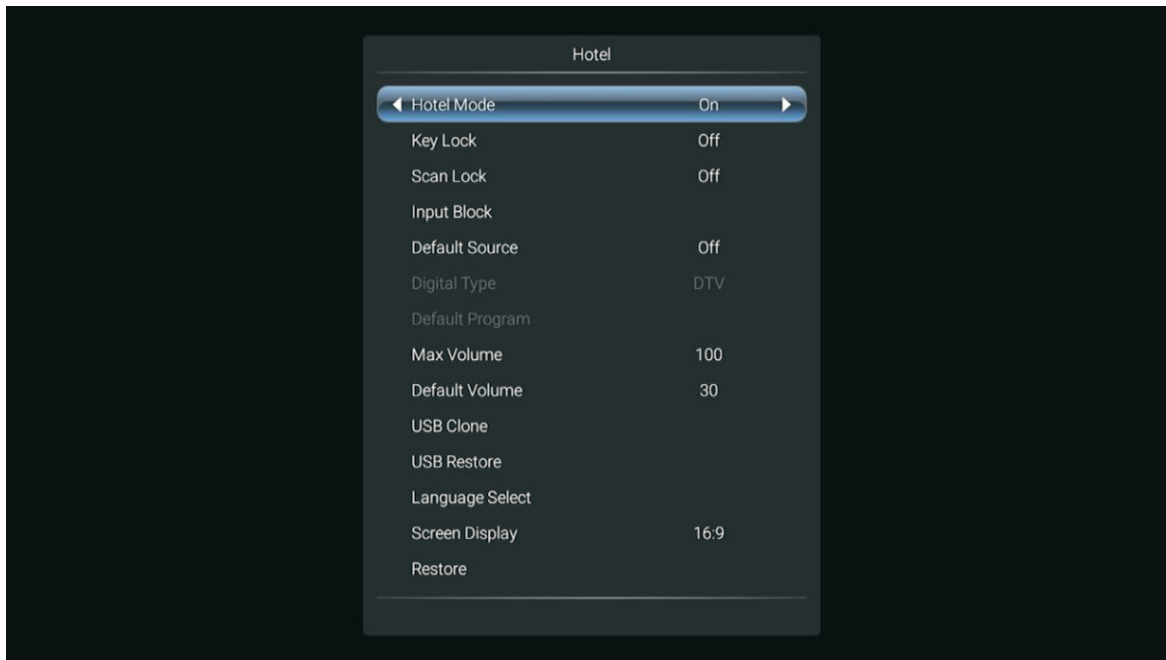 Hotel
Hotel Mode On
Key Lock Off
Scan Lock Off
Input Block
Default Source Off
Digital Type DTV
Default Program
Max Volume 100
Default Volume 30
USB Clone
USB Restore
Language Select
Screen Display 16:9
Restore